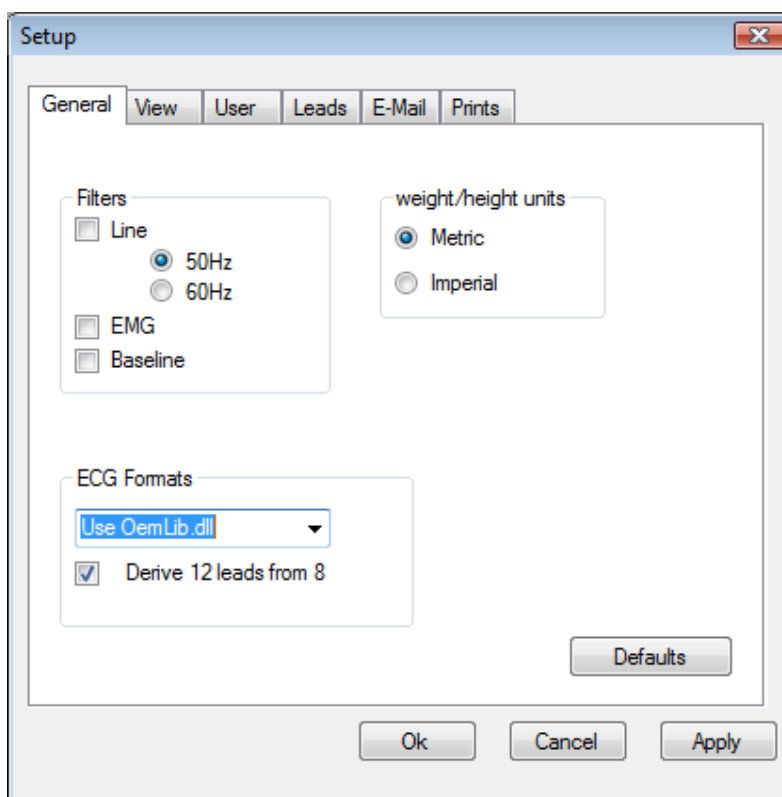 Setup
General View User Leads E-Mail Prints
Filters
Line
50Hz
60Hz
EMG
Baseline
weight/height units
Metric
Imperial
ECG Formats
Use OemLib.dll
Derive 12 leads from 8
Defaults
Ok Cancel Apply